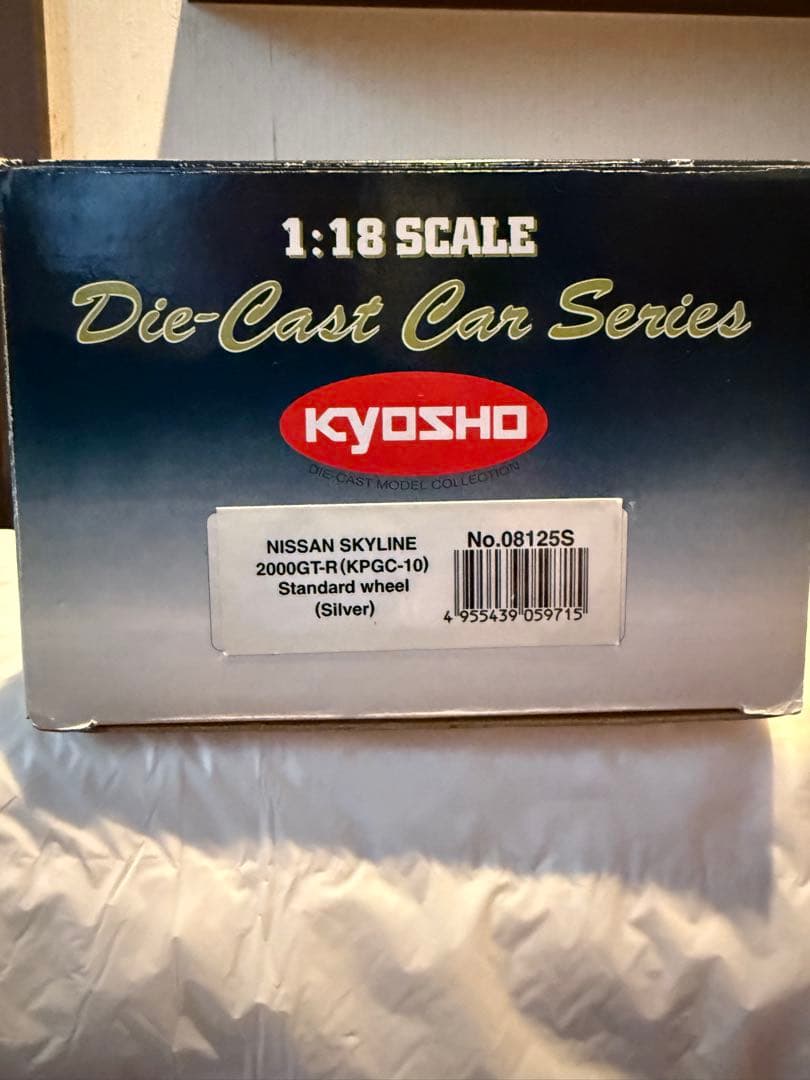 1:18 SCALE
Die-Cast Car Series
KYOSHO
DIE-CAST MODEL COLLECTION
NISSAN SKYLINE
2000GT-R(KPGC-10)
Standard wheel
(Silver)
No.08125S
4 955439 059715